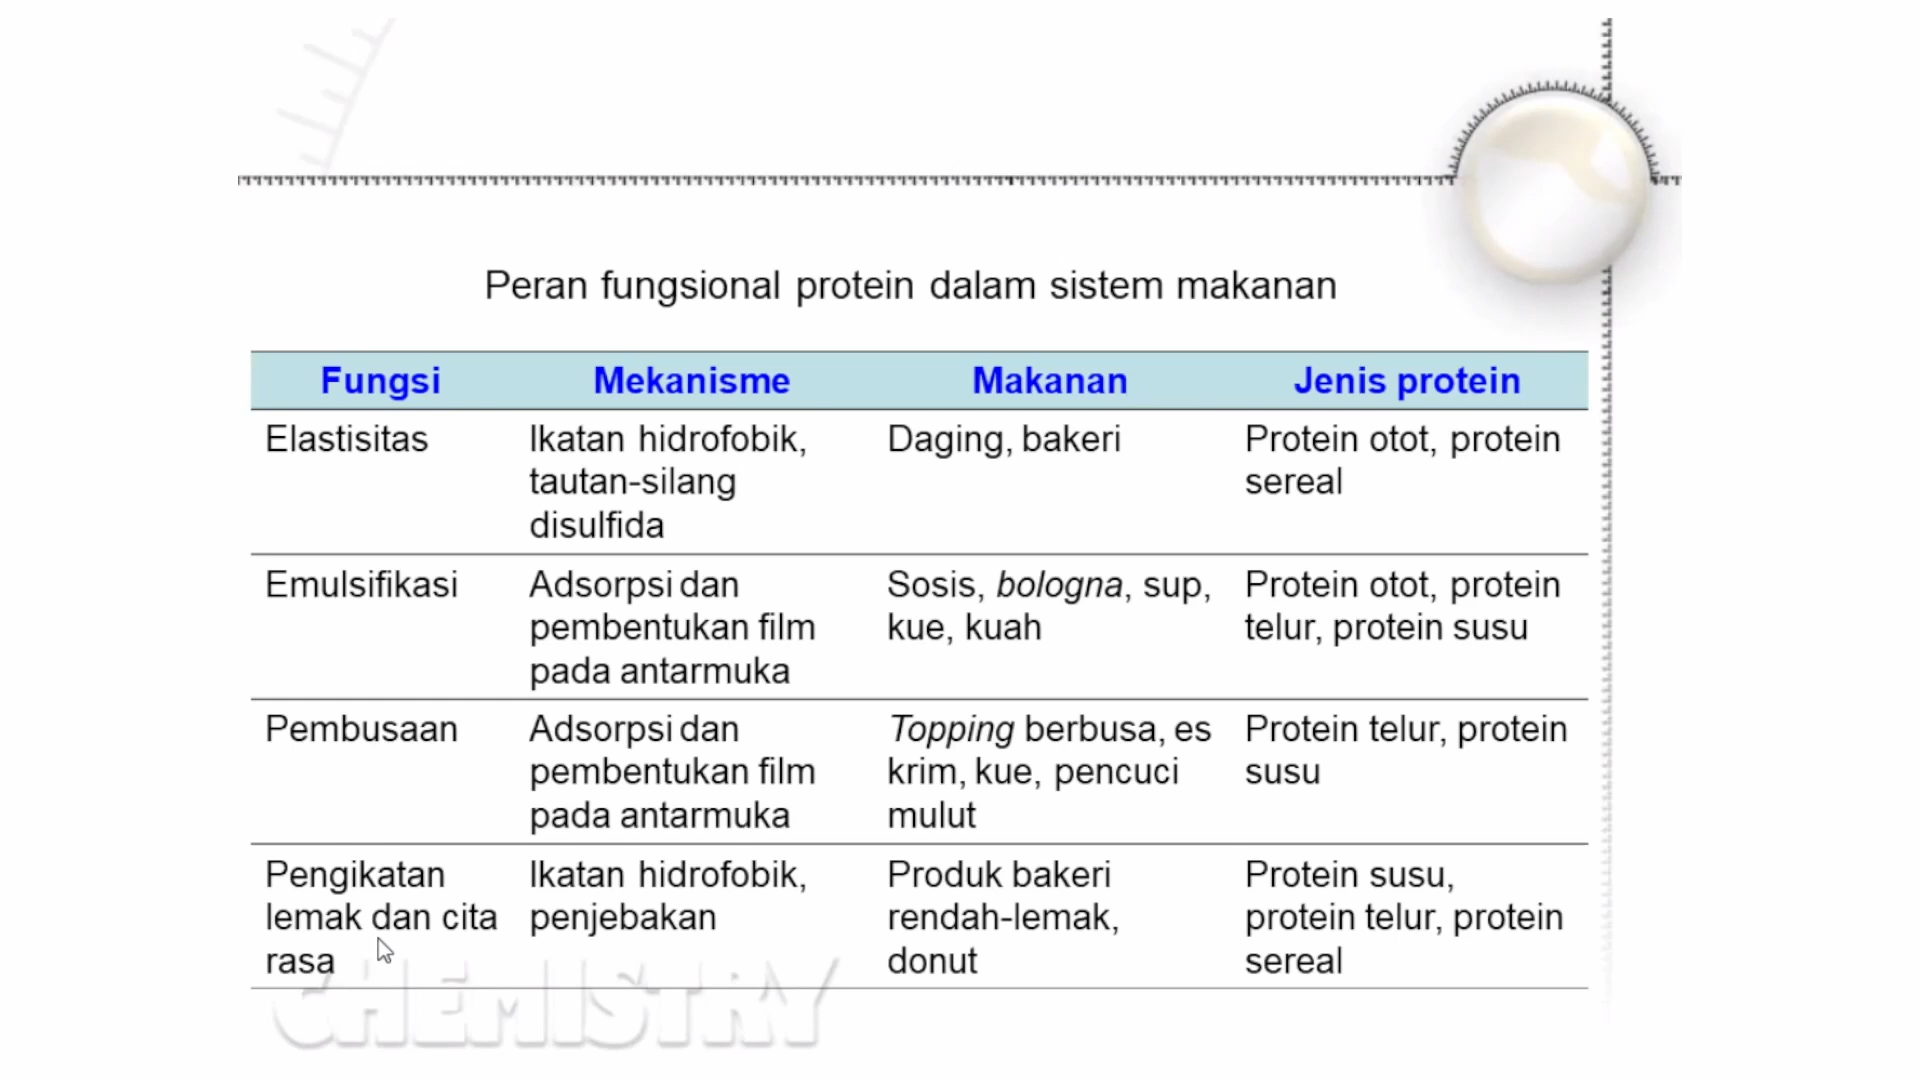 Peran fungsional protein dalam sistem makanan
Fungsi Mekanisme Makanan Jenis protein
Elastisitas Ikatan hidrofobik, Daging, bakeri Protein otot, protein
tautan-silang sereal
disulfida
Emulsifikasi Adsorpsi dan Sosis, bologna, sup, Protein otot, protein
pembentukan film kue, kuah telur, protein susu
pada antarmuka
Pembusaan Adsorpsi dan Topping berbusa, es Protein telur, protein
pembentukan film krim, kue, pencuci susu
pada antarmuka mulut
Pengikatan Ikatan hidrofobik, Produk bakeri Protein susu,
lemak dan cita penjebakan rendah-lemak, protein telur, protein
rasa donut sereal
CHEMISTRY